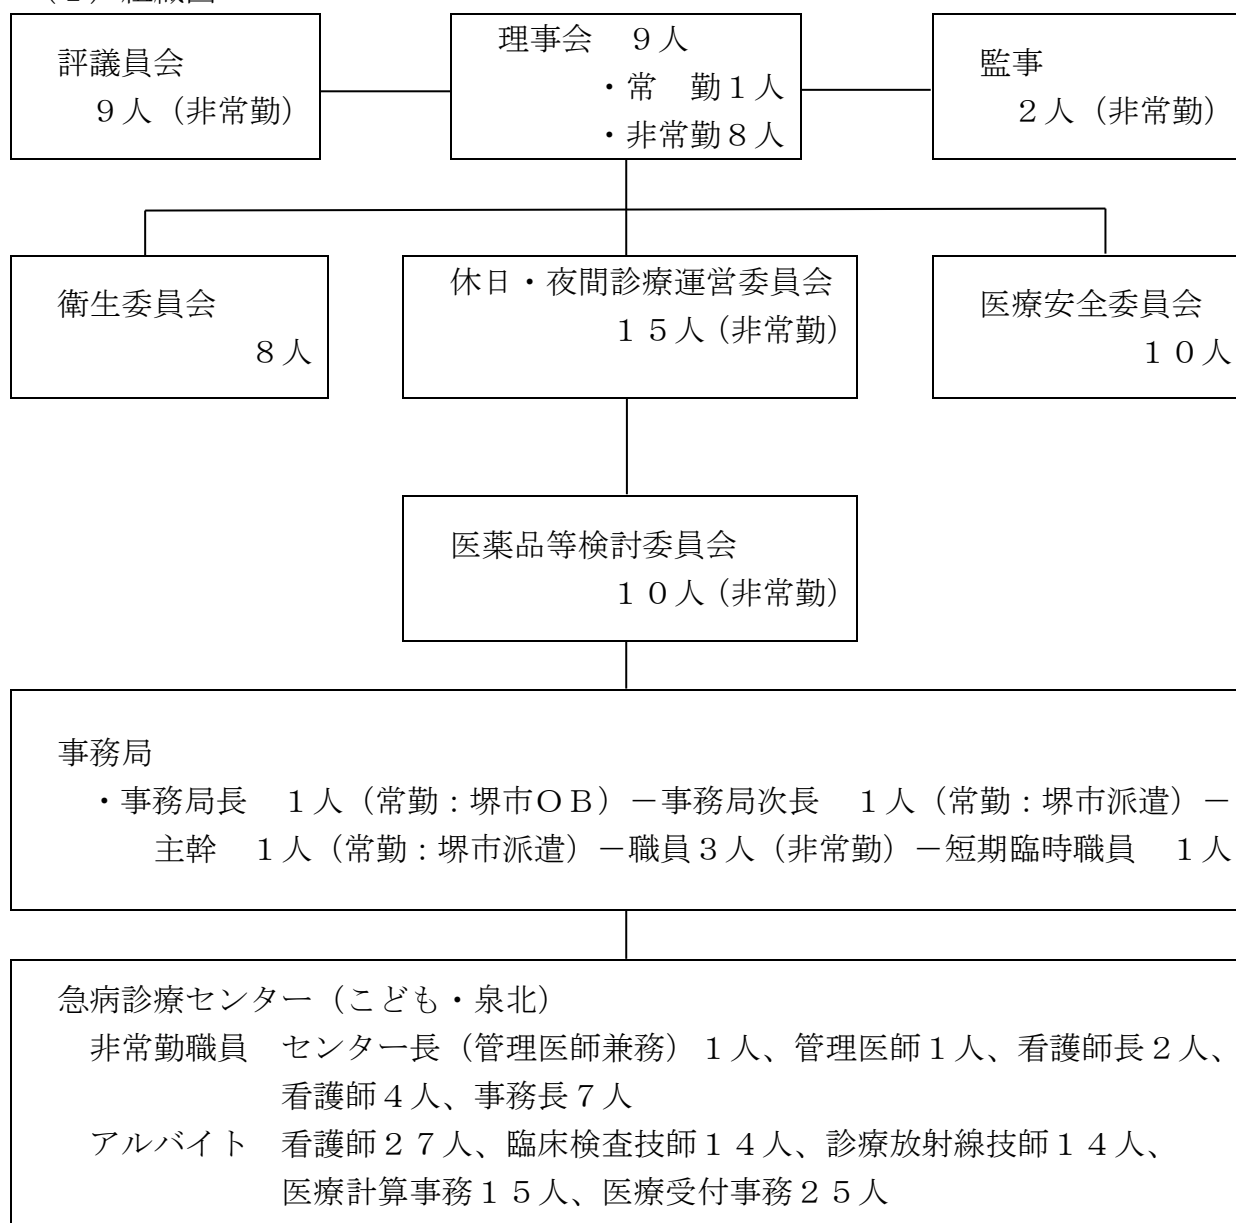 評議員会
9人（非常勤）
理事会　9人
・常　勤1人
・非常勤8人
監事
2人（非常勤）
衛生委員会
8人
休日・夜間診療運営委員会
15人（非常勤）
医療安全委員会
10人
医薬品等検討委員会
10人（非常勤）
事務局
・事務局長　1人（常勤：堺市OB）－事務局次長　1人（常勤：堺市派遣）－
主幹　1人（常勤：堺市派遣）－職員3人（非常勤）－短期臨時職員　1人
急病診療センター（こども・泉北）
非常勤職員　センター長（管理医師兼務）1人、管理医師1人、看護師長2人、
看護師4人、事務長7人
アルバイト　看護師27人、臨床検査技師14人、診療放射線技師14人、
医療計算事務15人、医療受付事務25人